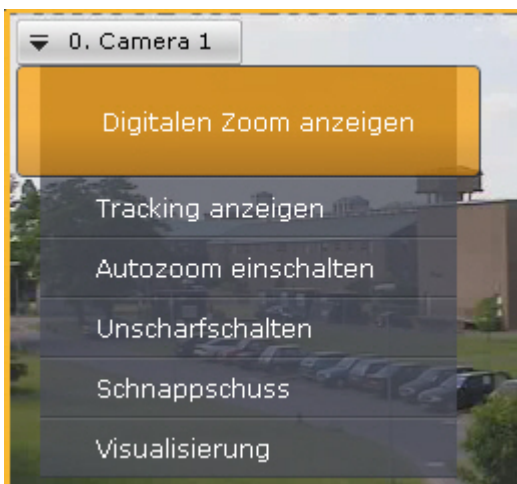 0. Camera 1
Digitalen Zoom anzeigen
Tracking anzeigen
Autozoom einschalten
Unscharfschalten
Schnappschuss
Visualisierung